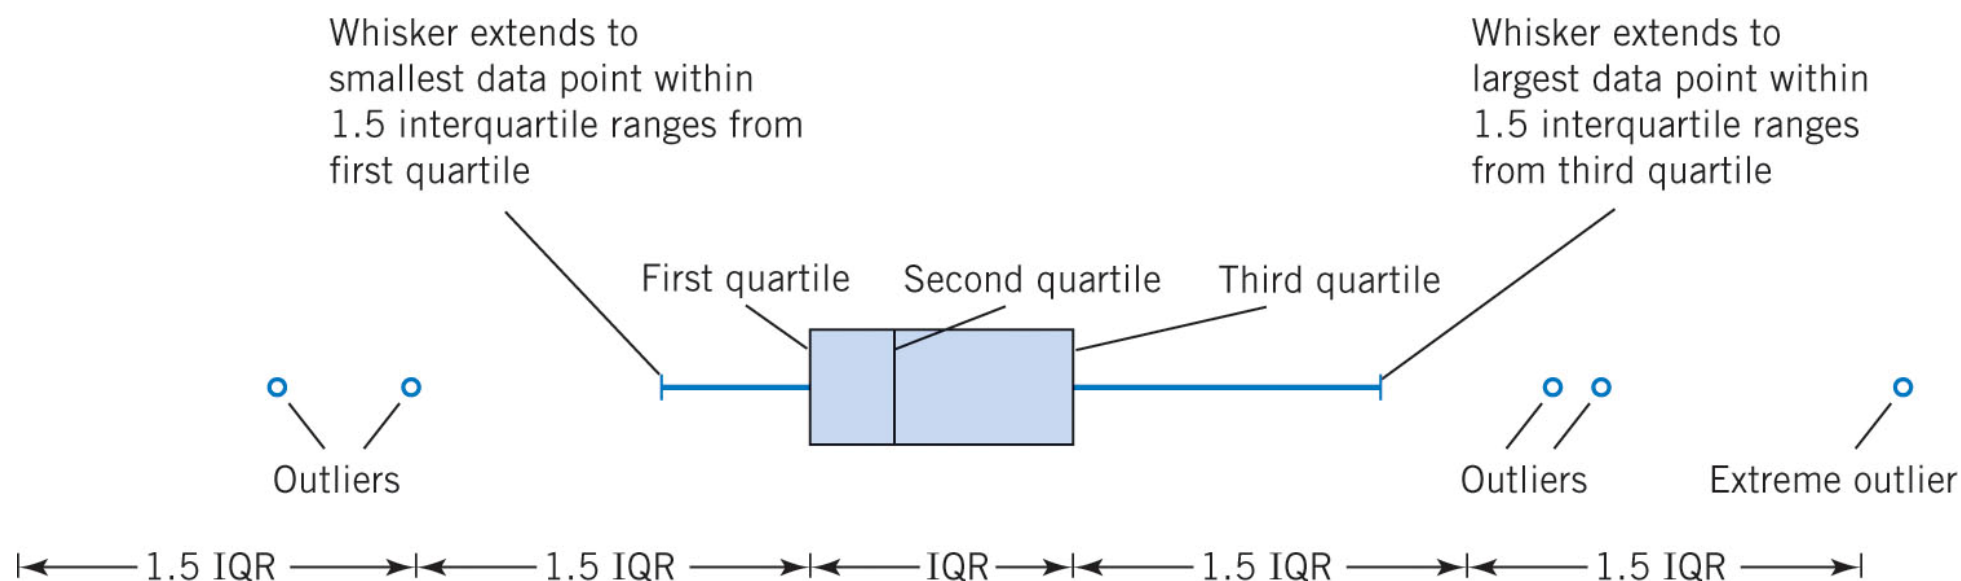 Whisker extends to
smallest data point within
1.5 interquartile ranges from
first quartile
Whisker extends to
largest data point within
1.5 interquartile ranges
from third quartile
First quartile
Second quartile
Third quartile
Outliers
Outliers
Extreme outlier
1.5 IQR
1.5 IQR
IQR
1.5 IQR
1.5 IQR